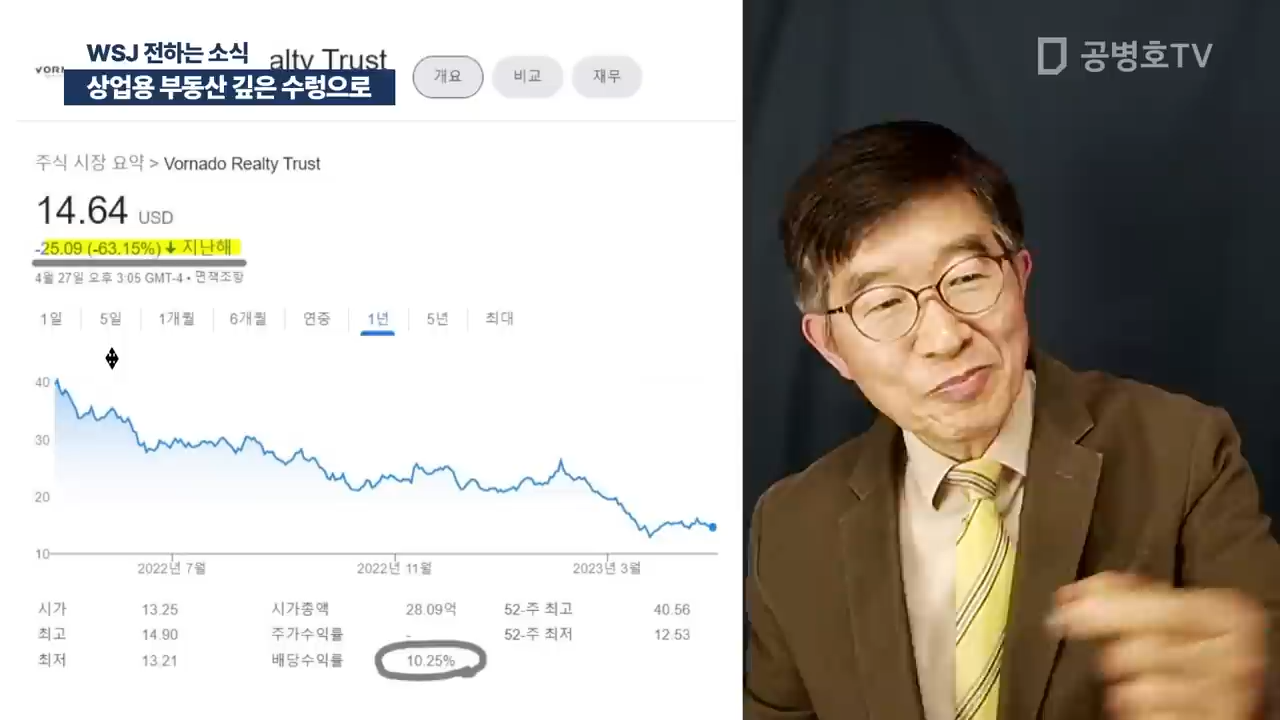 WSJ 전하는 소식
상업용 부동산 깊은 수렁으로
VORN
alty Trust
개요
비교
재무
공병호TV
주식 시장 요약 > Vornado Realty Trust
14.64 USD
-25.09 (-63.15%) ↓ 지난해
4월 27일 오후 3:05 GMT-4 • 면책조항
1일 5일 1개월 6개월 연중 1년 5년 최대
40
30
20
10
2022년 7월 2022년 11월 2023년 3월
시가 13.25 시가총액 28.09억 52-주 최고 40.56
최고 14.90 주가수익률 - 52-주 최저 12.53
최저 13.21 배당수익률 10.25%